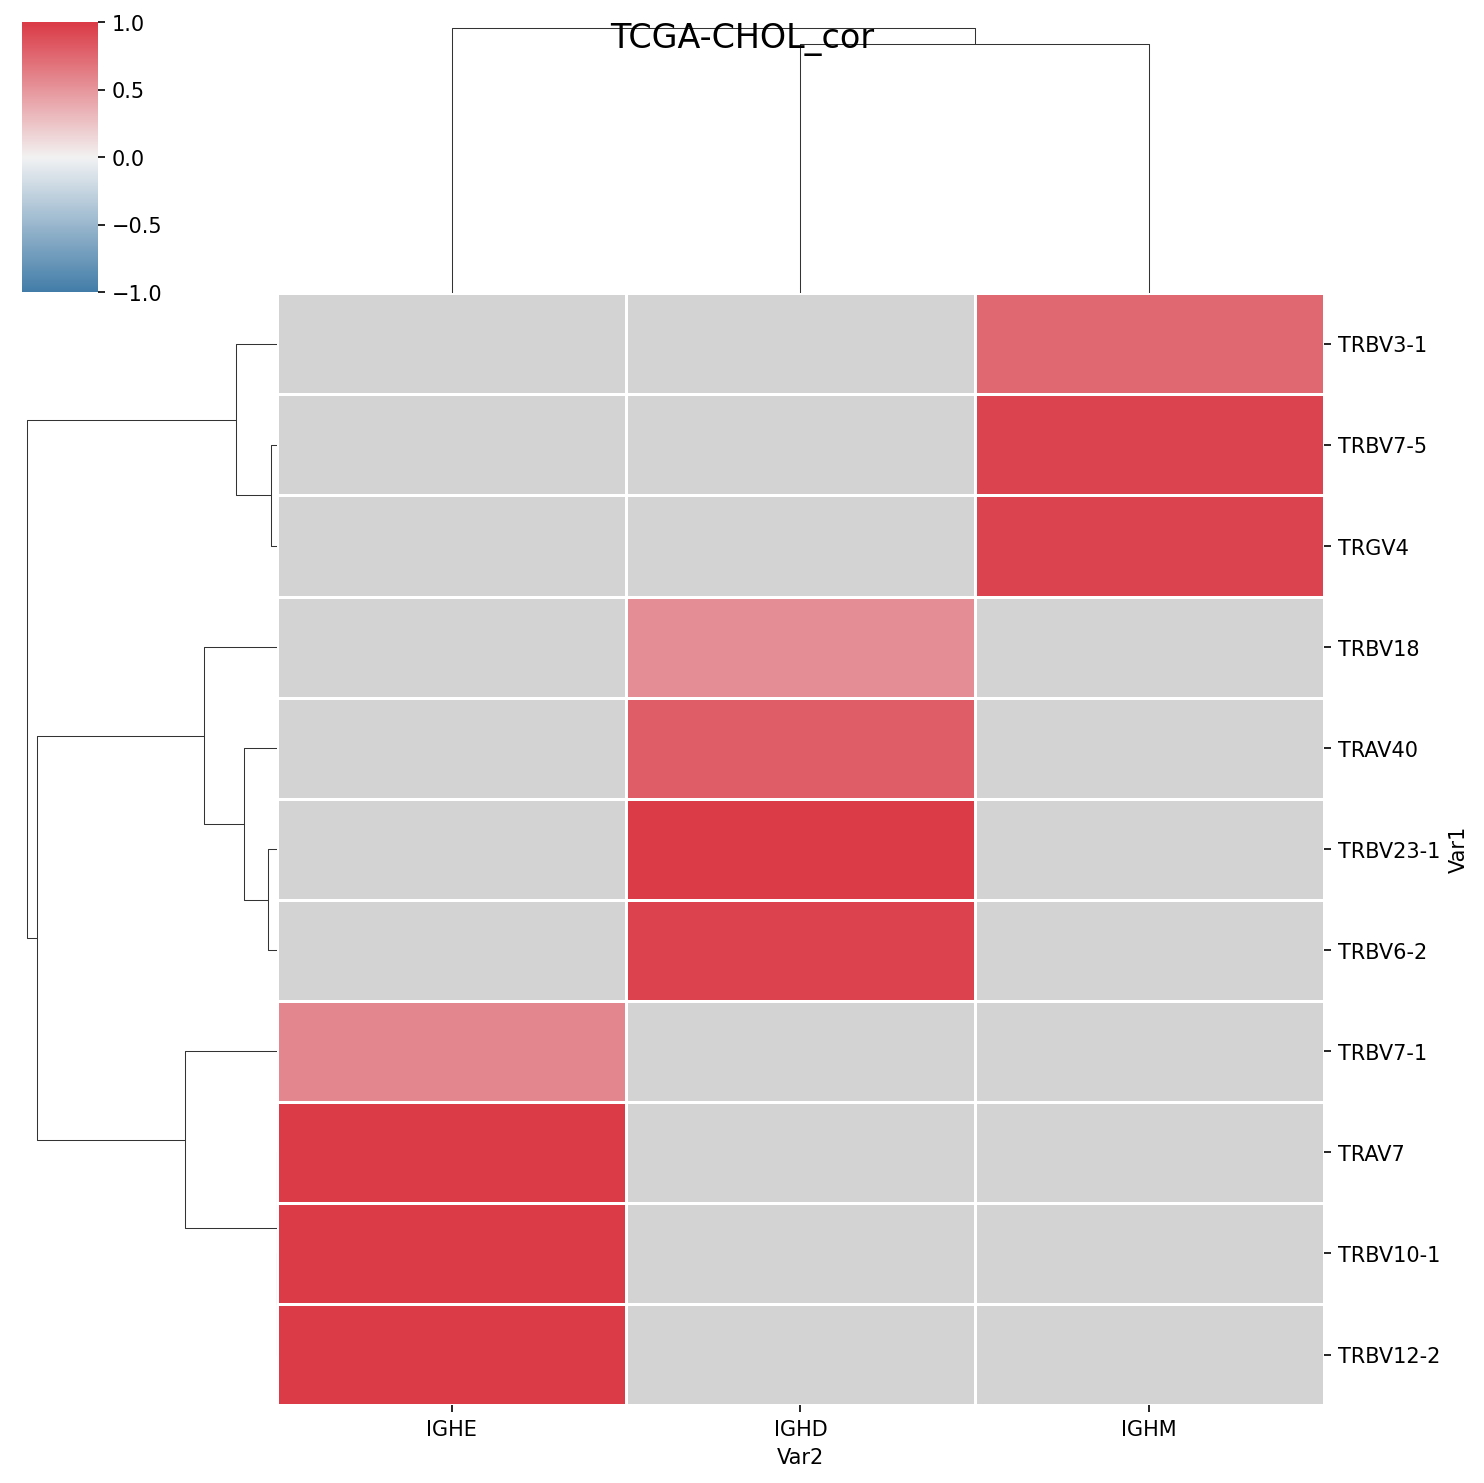 TCGA-CHOL_cor
1.0
0.5
0.0
−0.5
−1.0
TRBV3-1
TRBV7-5
TRGV4
TRBV18
TRAV40
TRBV23-1
TRBV6-2
TRBV7-1
TRAV7
TRBV10-1
TRBV12-2
Var1
IGHE IGHD IGHM
Var2